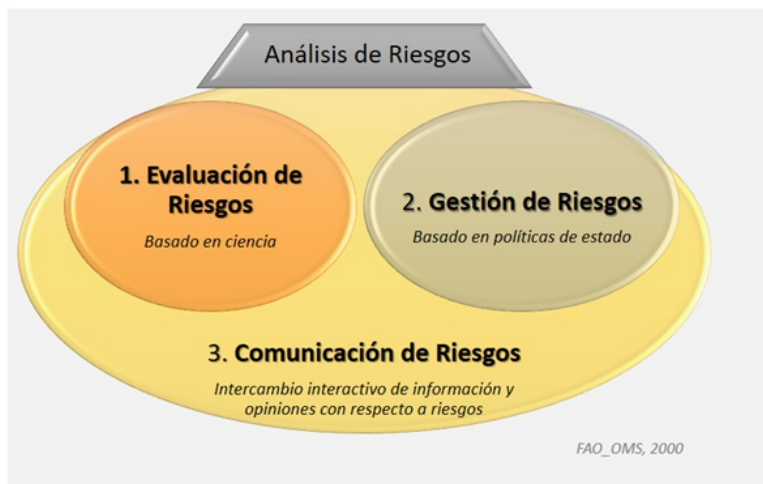 Análisis de Riesgos
1. Evaluación de
Riesgos
Basado en ciencia
2. Gestión de Riesgos
Basado en políticas de estado
3. Comunicación de Riesgos
Intercambio interactivo de información y
opiniones con respecto a riesgos
FAO_OMS, 2000